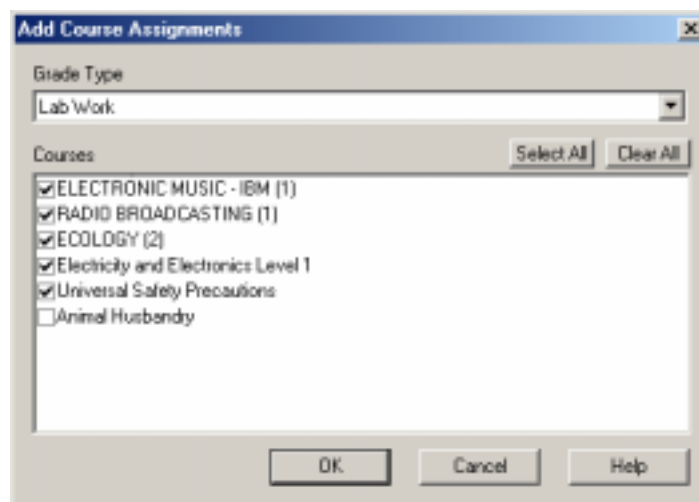 Add Course Assignments
Grade Type
Lab Work
Courses
Select All
Clear All
ELECTRONIC MUSIC - IBM (1)
RADIO BROADCASTING (1)
ECOLOGY (2)
Electricity and Electronics Level 1
Universal Safety Precautions
Animal Husbandry
OK
Cancel
Help